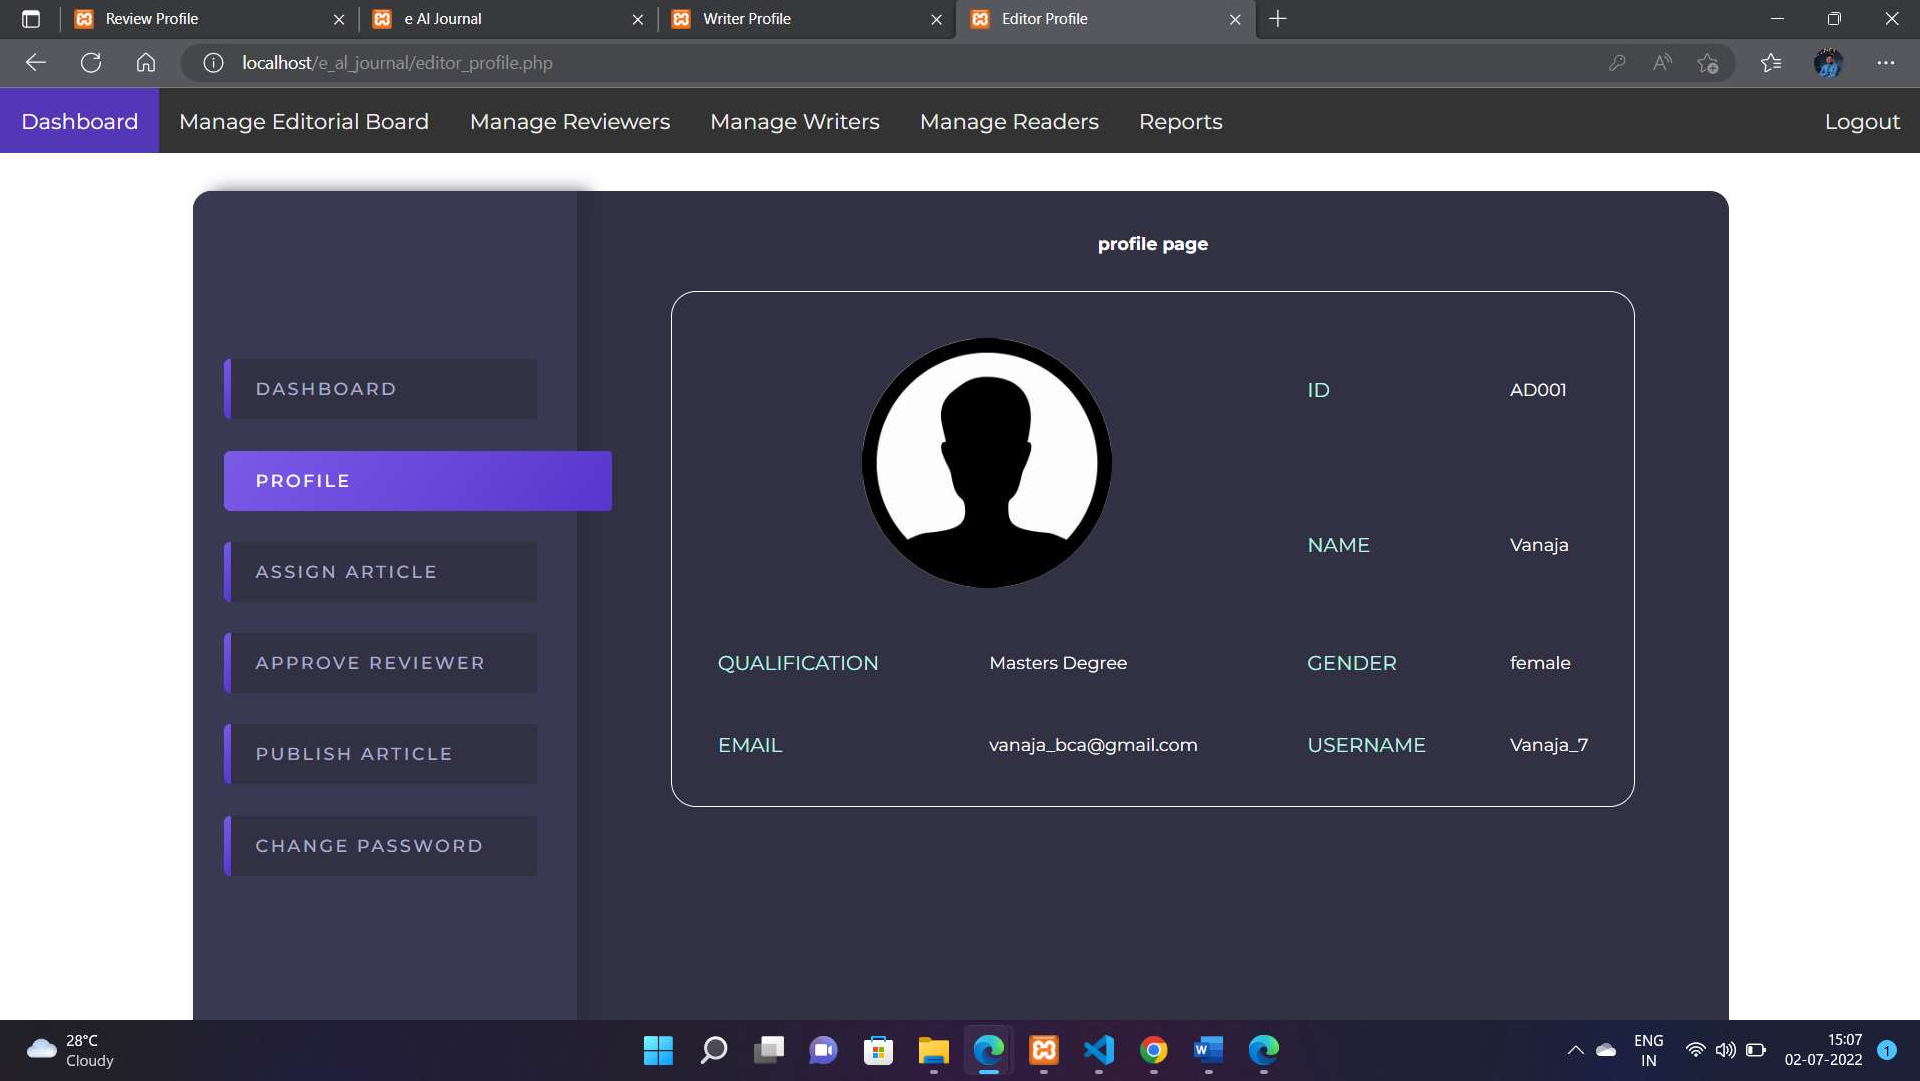 Review Profile
e Al Journal
Writer Profile
Editor Profile
localhost/e_al_journal/editor_profile.php
Dashboard Manage Editorial Board Manage Reviewers Manage Writers Manage Readers Reports Logout
profile page
DASHBOARD
PROFILE
ASSIGN ARTICLE
APPROVE REVIEWER
PUBLISH ARTICLE
CHANGE PASSWORD
ID AD001
NAME Vanaja
QUALIFICATION Masters Degree GENDER female
EMAIL vanaja_bca@gmail.com USERNAME Vanaja_7
28°C
Cloudy
ENG
IN
15:07
02-07-2022
1